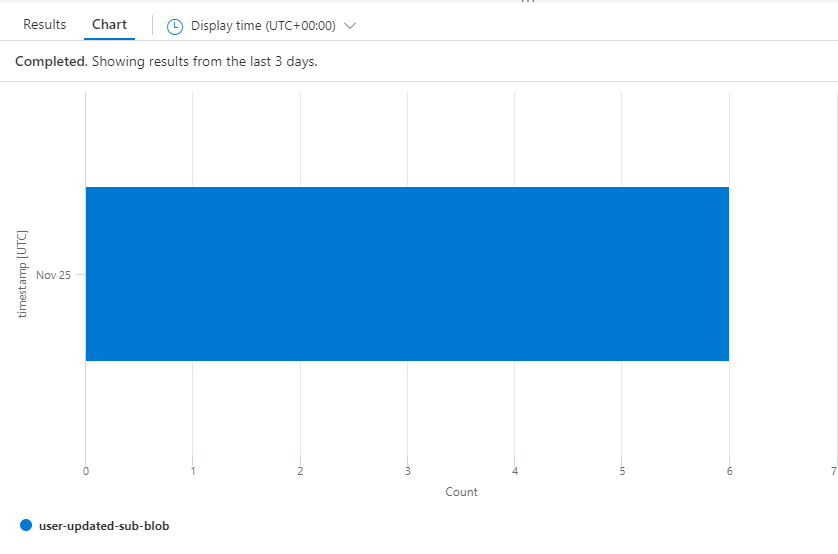 Results Chart Display time (UTC+00:00)
Completed. Showing results from the last 3 days.
timestamp [UTC]
Nov 25
0 1 2 3 4 5 6 7
Count
user-updated-sub-blob